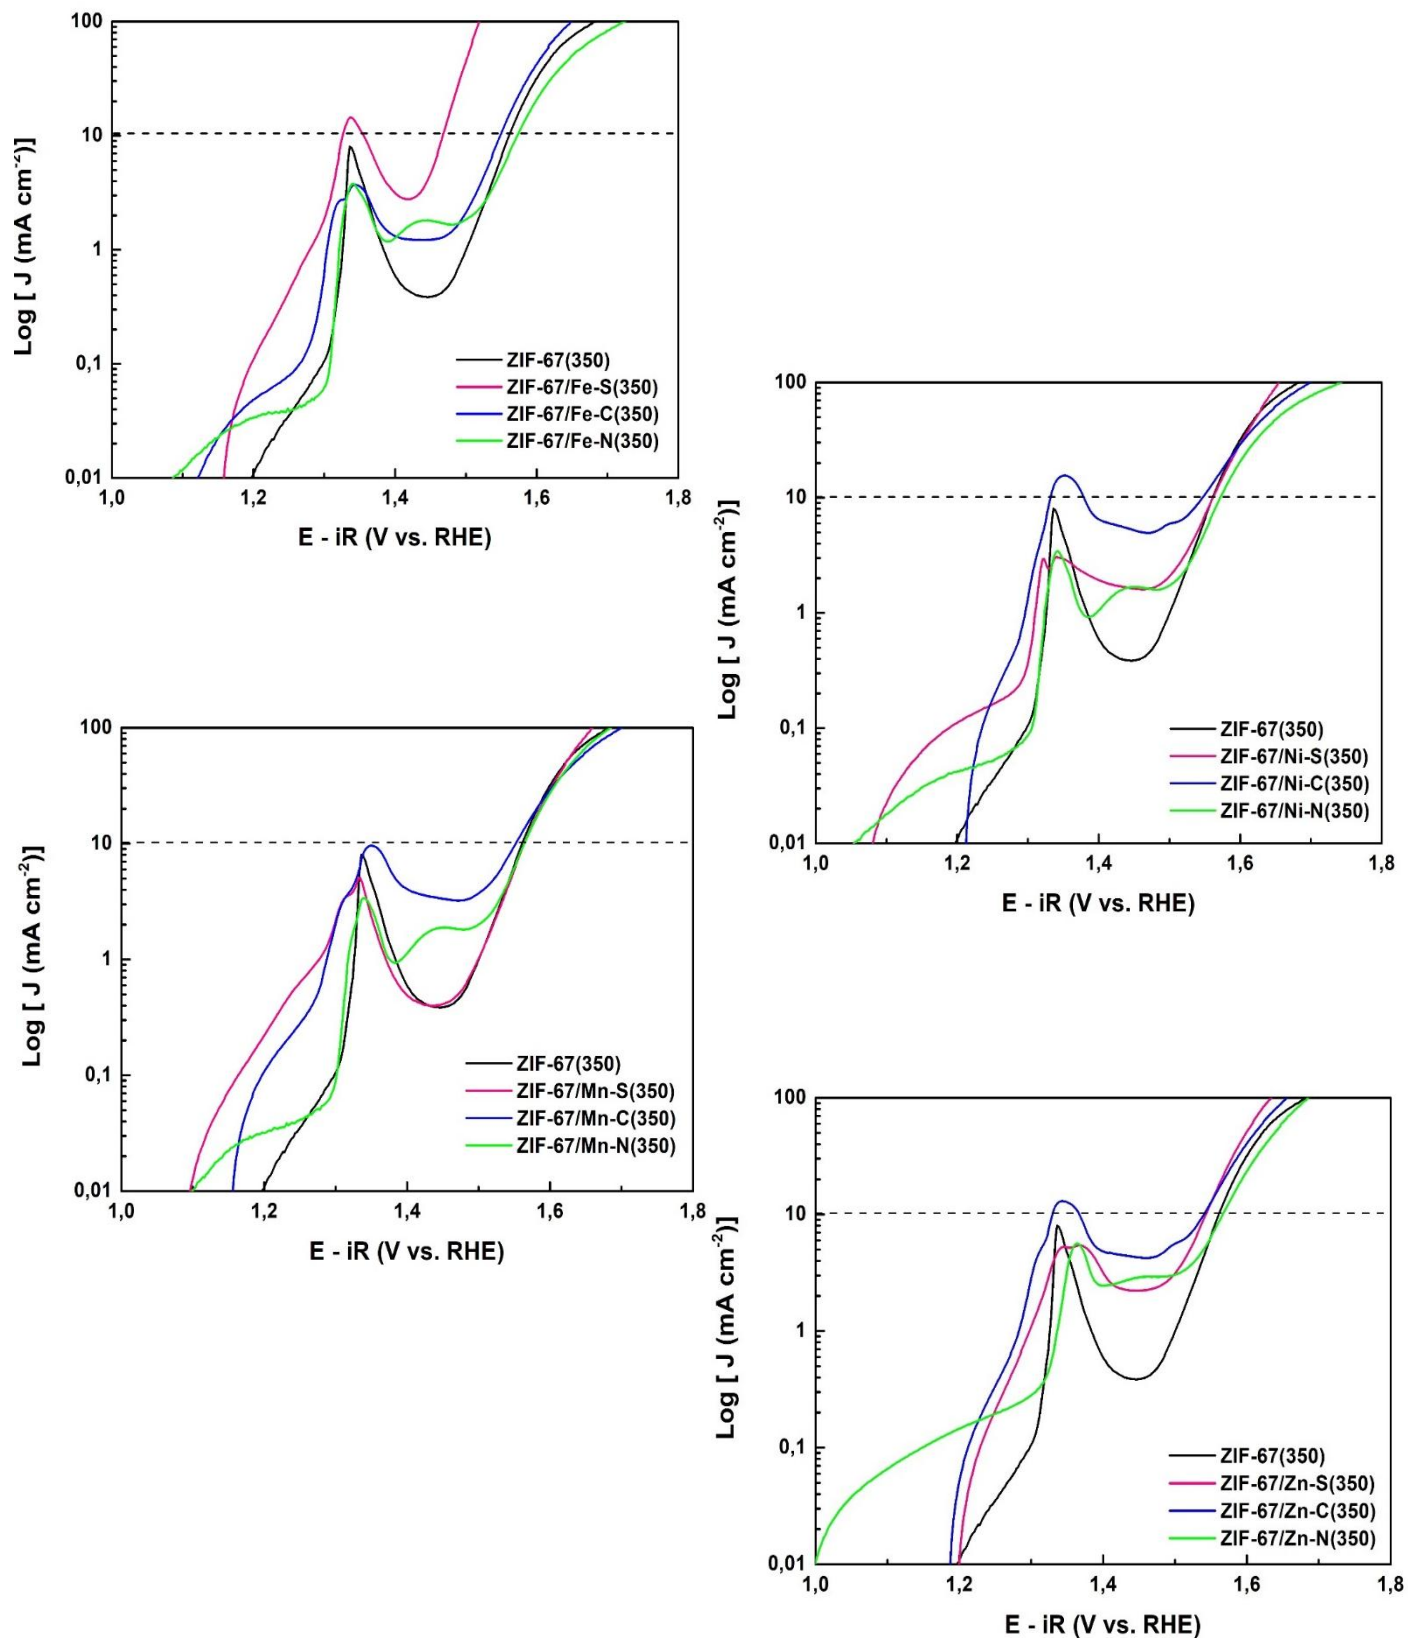 100
10
1
0,1
0,01
Log [ J (mA cm⁻²)]
ZIF-67(350)
ZIF-67/Fe-S(350)
ZIF-67/Fe-C(350)
ZIF-67/Fe-N(350)
1,0 1,2 1,4 1,6 1,8
E - iR (V vs. RHE)
100
10
1
0,1
0,01
Log [ J (mA cm⁻²)]
ZIF-67(350)
ZIF-67/Ni-S(350)
ZIF-67/Ni-C(350)
ZIF-67/Ni-N(350)
1,0 1,2 1,4 1,6 1,8
E - iR (V vs. RHE)
100
10
1
0,1
0,01
Log [ J (mA cm⁻²)]
ZIF-67(350)
ZIF-67/Mn-S(350)
ZIF-67/Mn-C(350)
ZIF-67/Mn-N(350)
1,0 1,2 1,4 1,6 1,8
E - iR (V vs. RHE)
100
10
1
0,1
0,01
Log [ J (mA cm⁻²)]
ZIF-67(350)
ZIF-67/Zn-S(350)
ZIF-67/Zn-C(350)
ZIF-67/Zn-N(350)
1,0 1,2 1,4 1,6 1,8
E - iR (V vs. RHE)